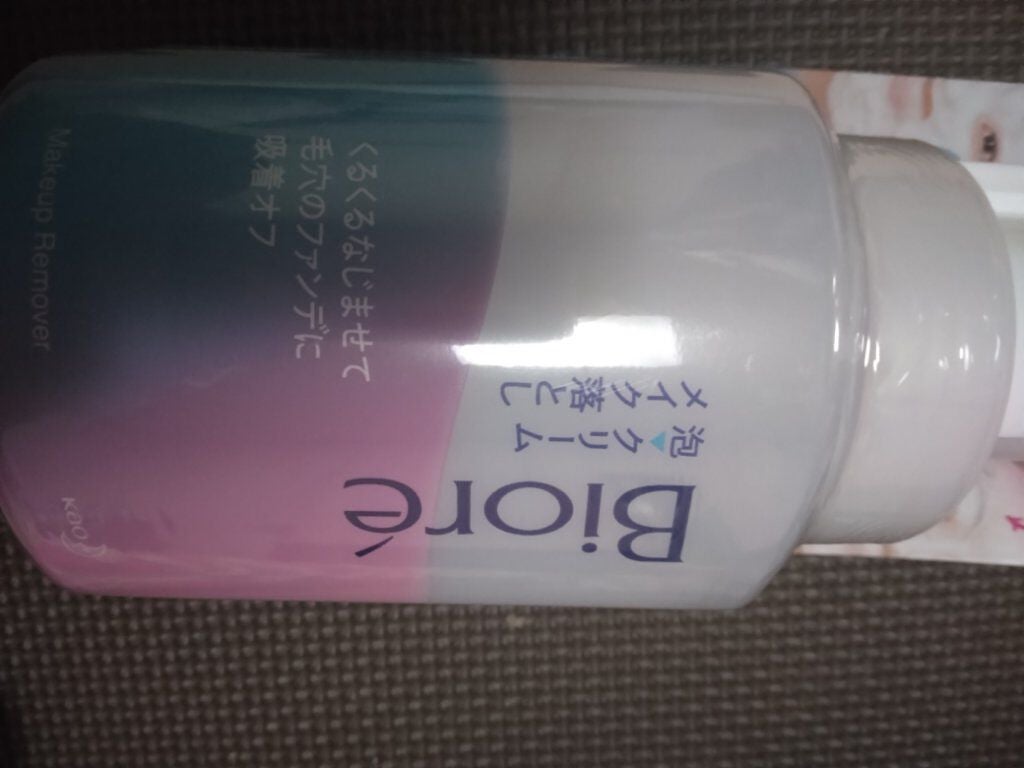 Bioré
泡▶クリーム
メイク落とし
くるくるなじませて
毛穴のファンデに
吸着オフ
Makeup Remover
Kao